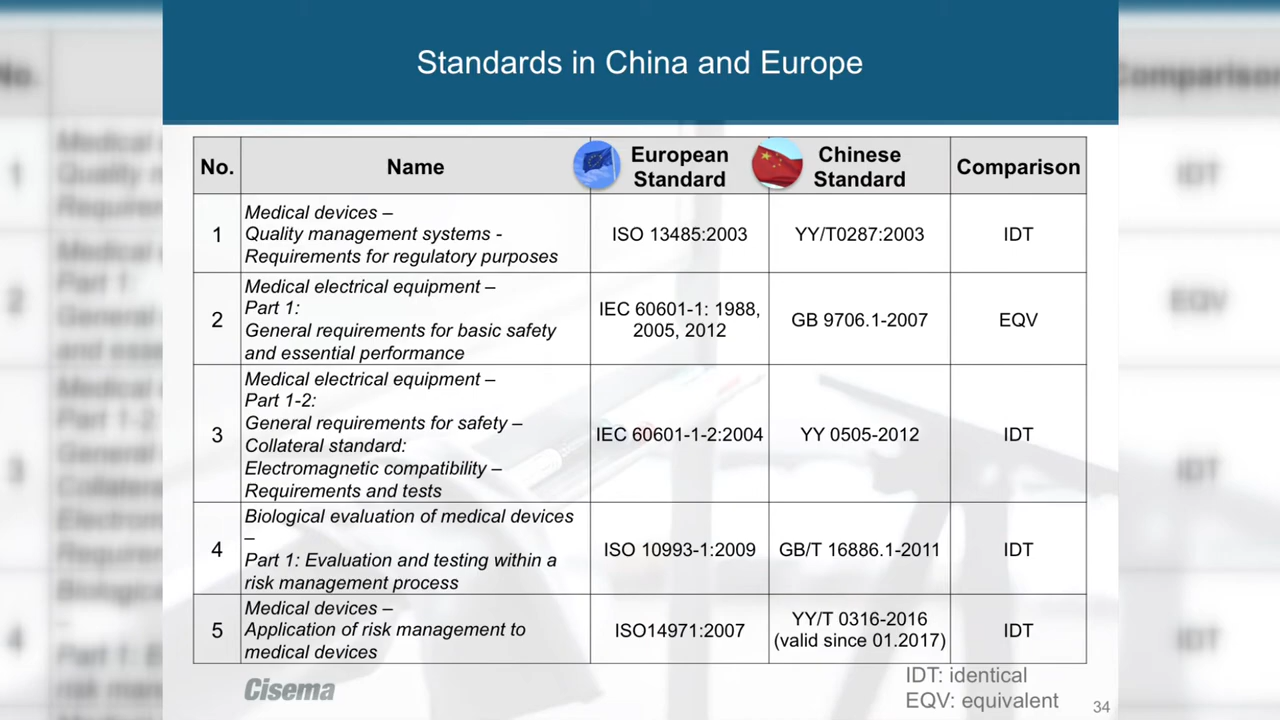 Standards in China and Europe
No.
Name
European
Standard
Chinese
Standard
Comparison
1
Medical devices –
Quality management systems -
Requirements for regulatory purposes
ISO 13485:2003
YY/T0287:2003
IDT
2
Medical electrical equipment –
Part 1:
General requirements for basic safety
and essential performance
IEC 60601-1: 1988,
2005, 2012
GB 9706.1-2007
EQV
3
Medical electrical equipment –
Part 1-2:
General requirements for safety –
Collateral standard:
Electromagnetic compatibility –
Requirements and tests
IEC 60601-1-2:2004
YY 0505-2012
IDT
4
Biological evaluation of medical devices
–
Part 1: Evaluation and testing within a
risk management process
ISO 10993-1:2009
GB/T 16886.1-2011
IDT
5
Medical devices –
Application of risk management to
medical devices
ISO14971:2007
YY/T 0316-2016
(valid since 01.2017)
IDT
Cisema
IDT: identical
EQV: equivalent
34